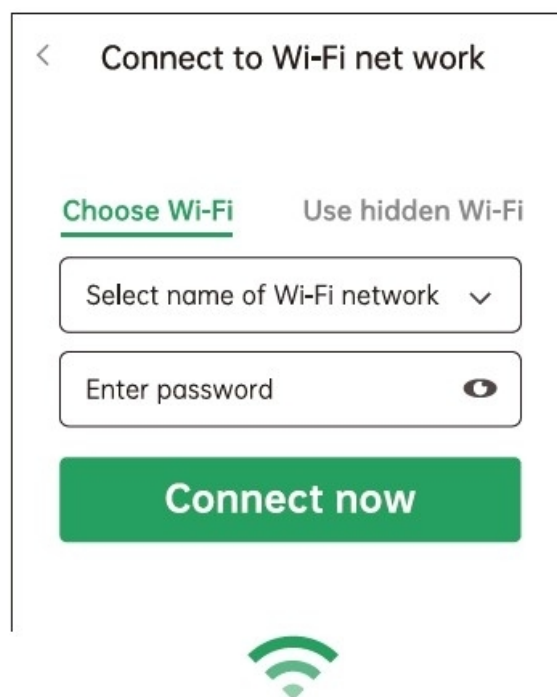 Connect to Wi-Fi net work
Choose Wi-Fi Use hidden Wi-Fi
Select name of Wi-Fi network
Enter password
Connect now